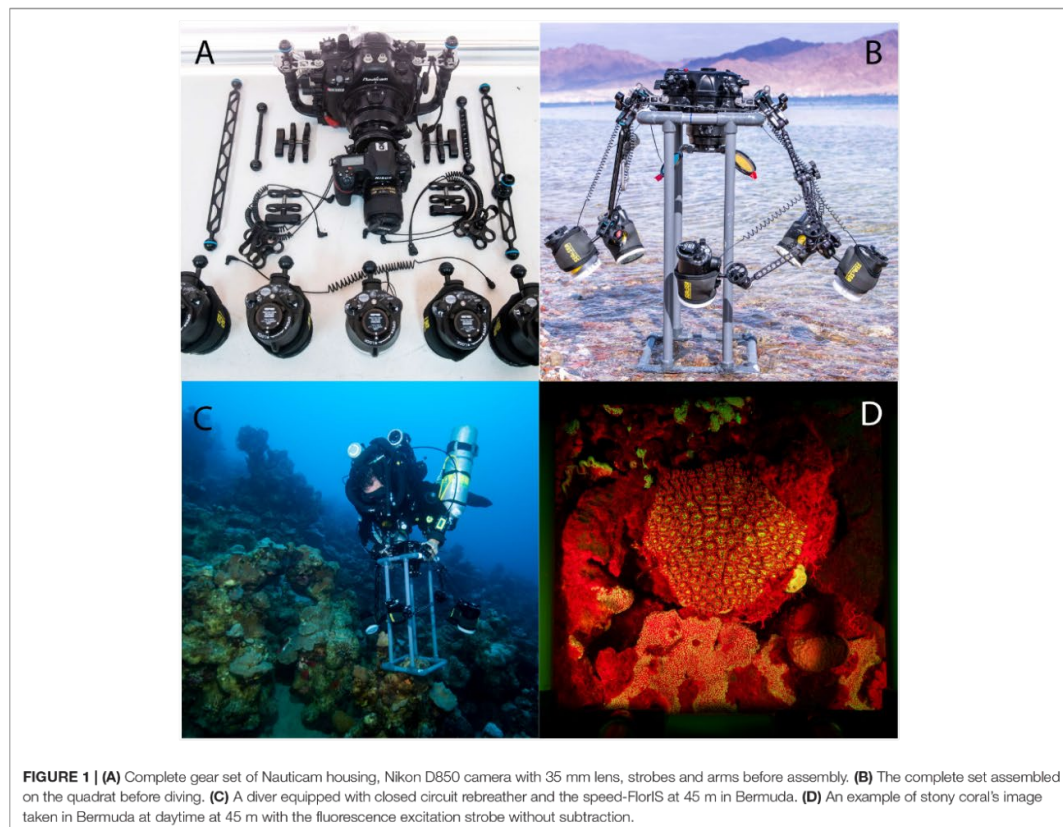 A
B
Nauticam
Nikon
C
D
FIGURE 1 | (A) Complete gear set of Nauticam housing, Nikon D850 camera with 35 mm lens, strobes and arms before assembly. (B) The complete set assembled
on the quadrat before diving. (C) A diver equipped with closed circuit rebreather and the speed-FlorIS at 45 m in Bermuda. (D) An example of stony coral's image
taken in Bermuda at daytime at 45 m with the fluorescence excitation strobe without subtraction.